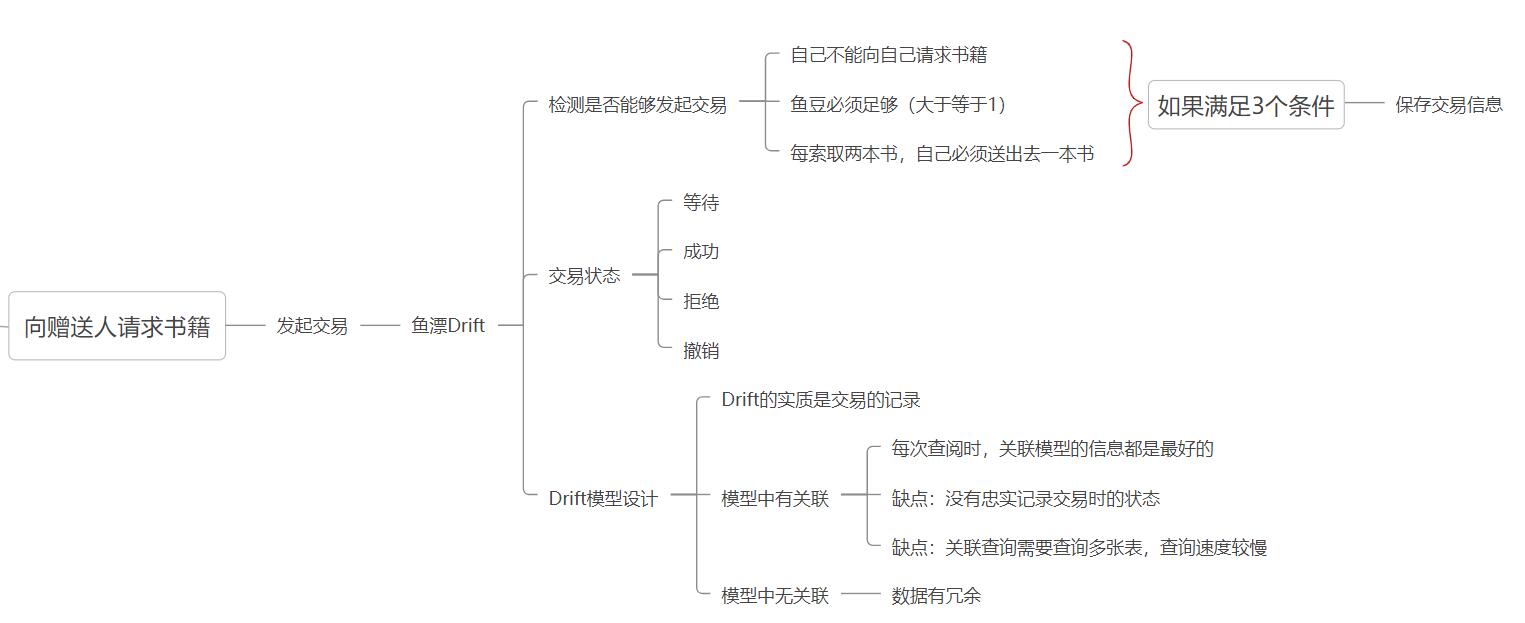 向赠送人请求书籍
发起交易
鱼漂Drift
检测是否能够发起交易
自己不能向自己请求书籍
鱼豆必须足够（大于等于1）
每索取两本书，自己必须送出去一本书
如果满足3个条件
保存交易信息
交易状态
等待
成功
拒绝
撤销
Drift模型设计
Drift的实质是交易的记录
模型中有关联
每次查阅时，关联模型的信息都是最好的
缺点：没有忠实记录交易时的状态
缺点：关联查询需要查询多张表，查询速度较慢
模型中无关联
数据有冗余